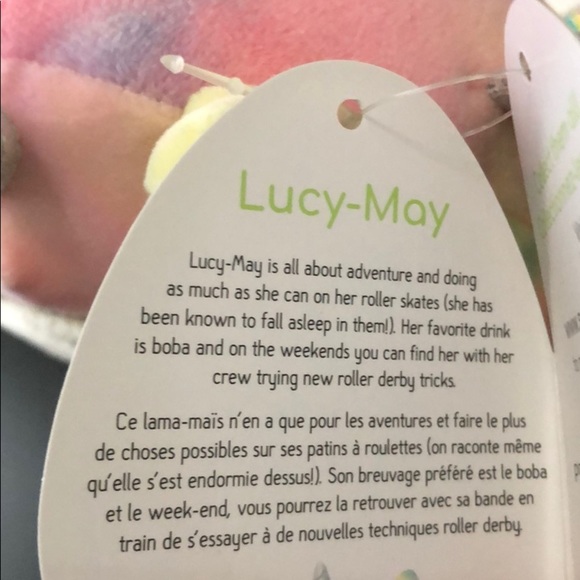 Lucy-May
Lucy-May is all about adventure and doing
as much as she can on her roller skates (she has
been known to fall asleep in them!). Her favorite drink
is boba and on the weekends you can find her with her
crew trying new roller derby tricks.
Ce lama-maïs n'en a que pour les aventures et faire le plus
de choses possibles sur ses patins à roulettes (on raconte même
qu'elle s'est endormie dessus!). Son breuvage préféré est le boba
et le week-end, vous pourrez la retrouver avec sa bande en
train de s'essayer à de nouvelles techniques roller derby.